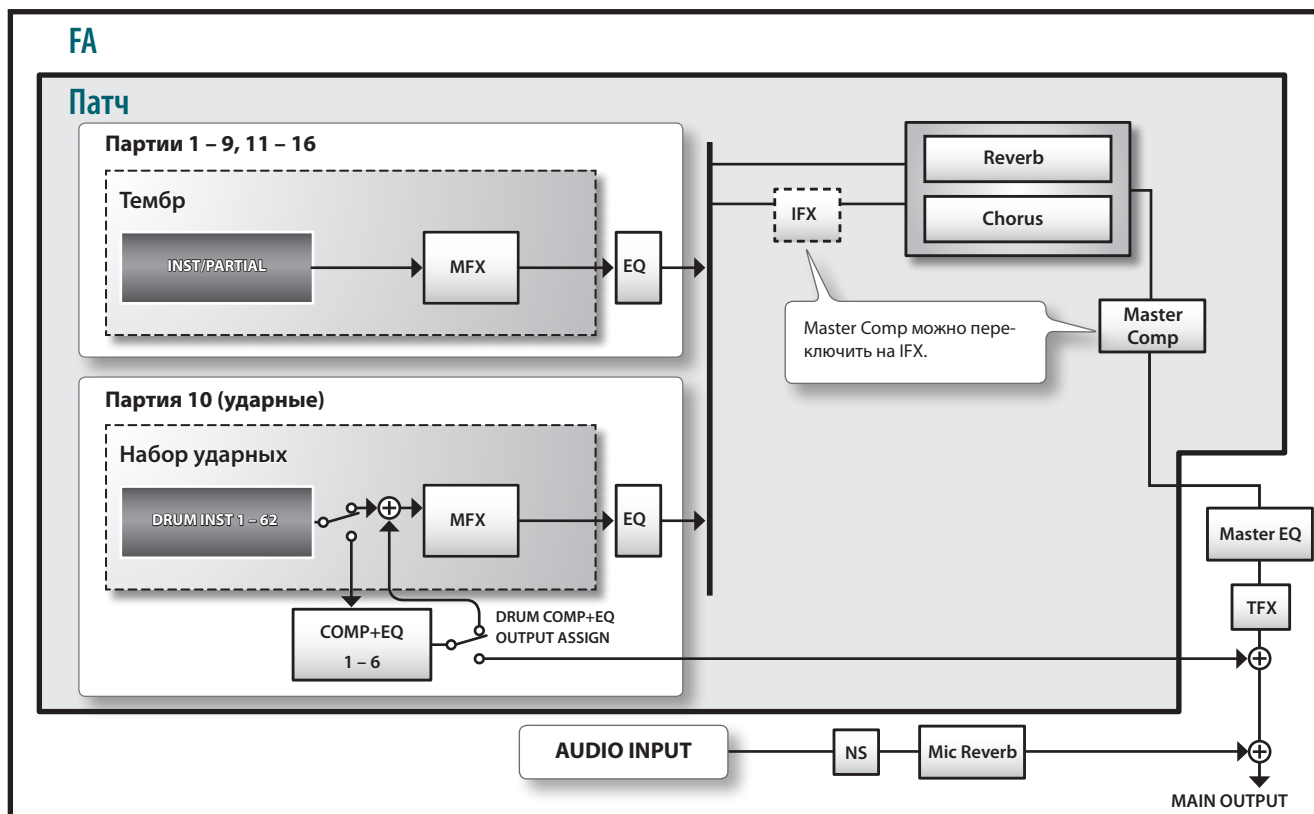 FA
Патч
Партии 1 – 9, 11 – 16
Тембр
INST/PARTIAL
MFX
EQ
IFX
Reverb
Chorus
Master Comp можно пере-
ключить на IFX.
Master
Comp
Партия 10 (ударные)
Набор ударных
DRUM INST 1 – 62
MFX
EQ
COMP+EQ
1 – 6
DRUM COMP+EQ
OUTPUT ASSIGN
Master EQ
TFX
AUDIO INPUT
NS
Mic Reverb
MAIN OUTPUT